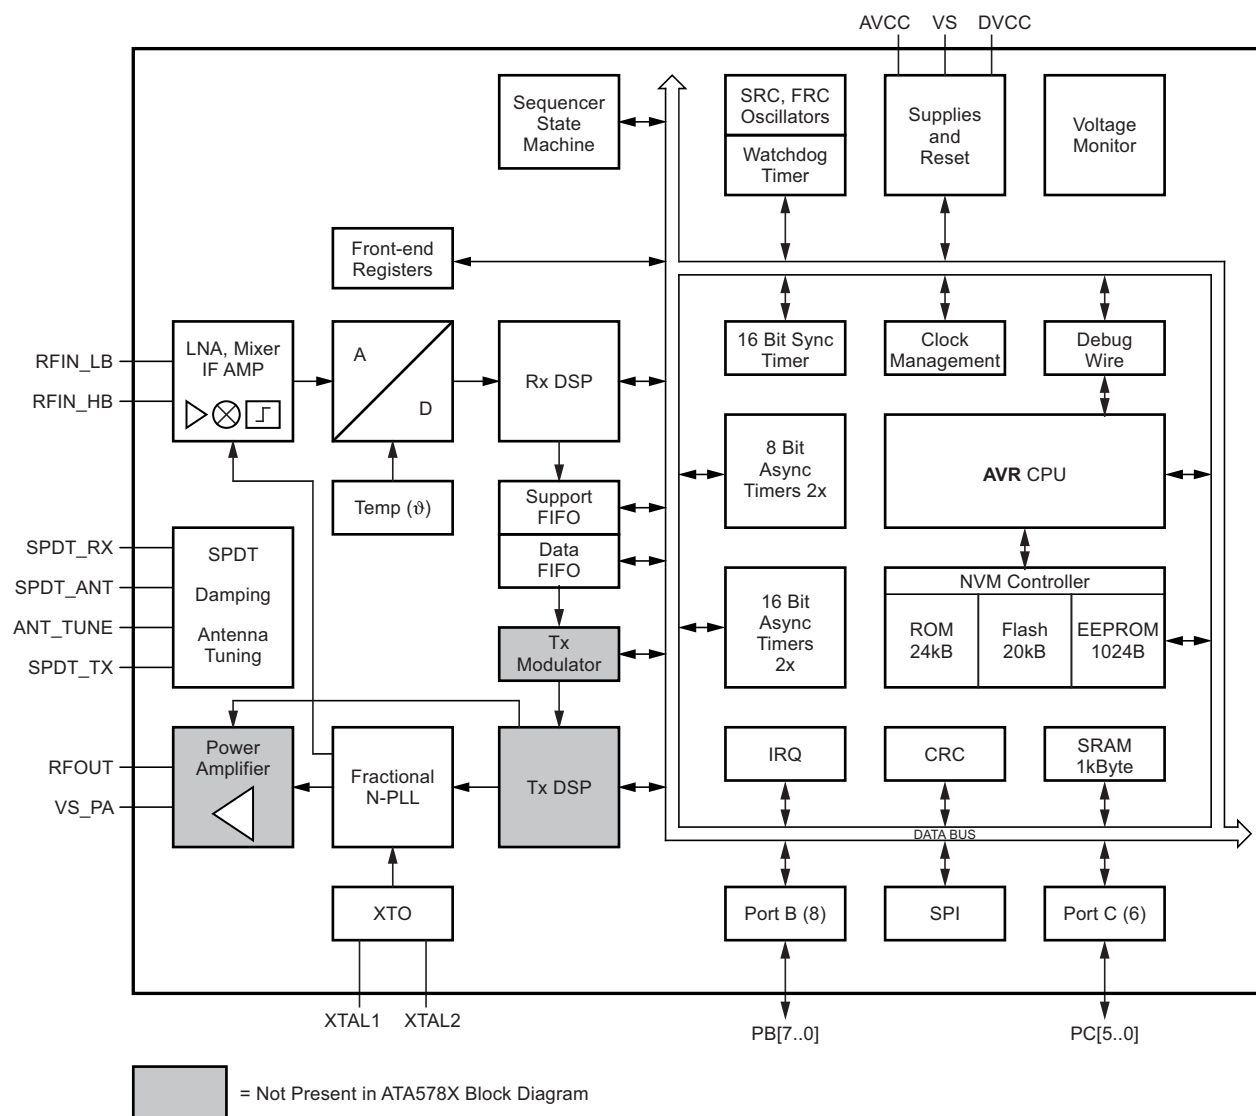 AVCC VS DVCC
Sequencer
State
Machine
SRC, FRC
Oscillators
Watchdog
Timer
Supplies
and
Reset
Voltage
Monitor
Front-end
Registers
RFIN_LB
RFIN_HB
LNA, Mixer
IF AMP
A
D
Rx DSP
16 Bit Sync
Timer
Clock
Management
Debug
Wire
Temp (ϑ)
Support
FIFO
Data
FIFO
8 Bit
Async
Timers 2x
AVR CPU
SPDT_RX
SPDT_ANT
ANT_TUNE
SPDT_TX
SPDT
Damping
Antenna
Tuning
Tx
Modulator
16 Bit
Async
Timers
2x
NVM Controller
ROM
24kB
Flash
20kB
EEPROM
1024B
RFOUT
VS_PA
Power
Amplifier
Fractional
N-PLL
Tx DSP
IRQ
CRC
SRAM
1kByte
DATA BUS
XTO
Port B (8)
SPI
Port C (6)
XTAL1 XTAL2
PB[7..0]
PC[5..0]
= Not Present in ATA578X Block Diagram